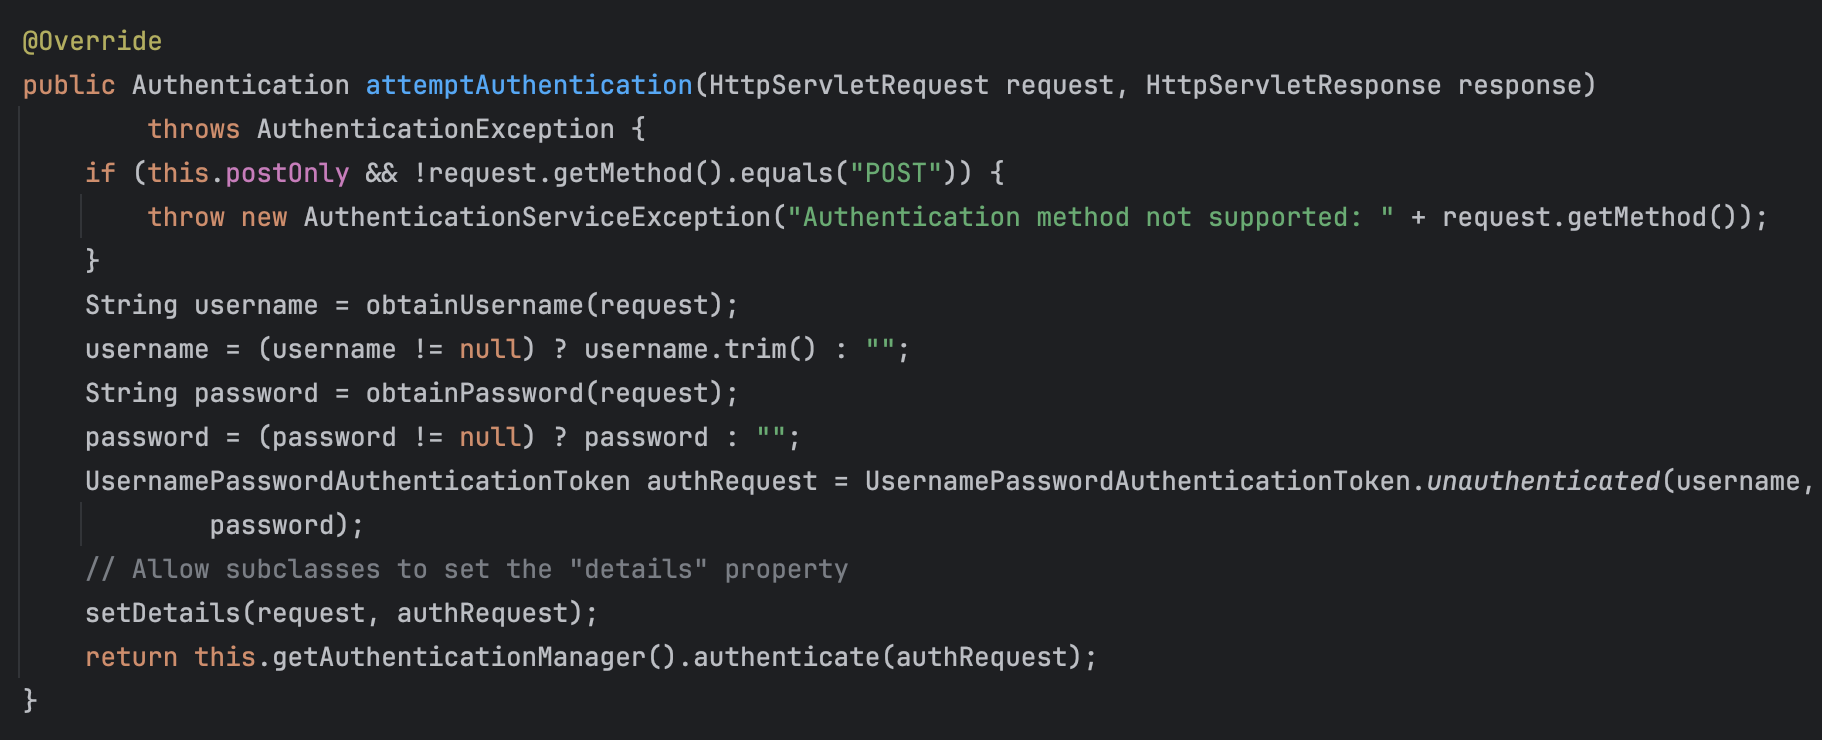 @Override
public Authentication attemptAuthentication(HttpServletRequest request, HttpServletResponse response)
        throws AuthenticationException {
    if (this.postOnly && !request.getMethod().equals("POST")) {
        throw new AuthenticationServiceException("Authentication method not supported: " + request.getMethod());
    }
    String username = obtainUsername(request);
    username = (username != null) ? username.trim() : "";
    String password = obtainPassword(request);
    password = (password != null) ? password : "";
    UsernamePasswordAuthenticationToken authRequest = UsernamePasswordAuthenticationToken.unauthenticated(username,
            password);
    // Allow subclasses to set the "details" property
    setDetails(request, authRequest);
    return this.getAuthenticationManager().authenticate(authRequest);
}